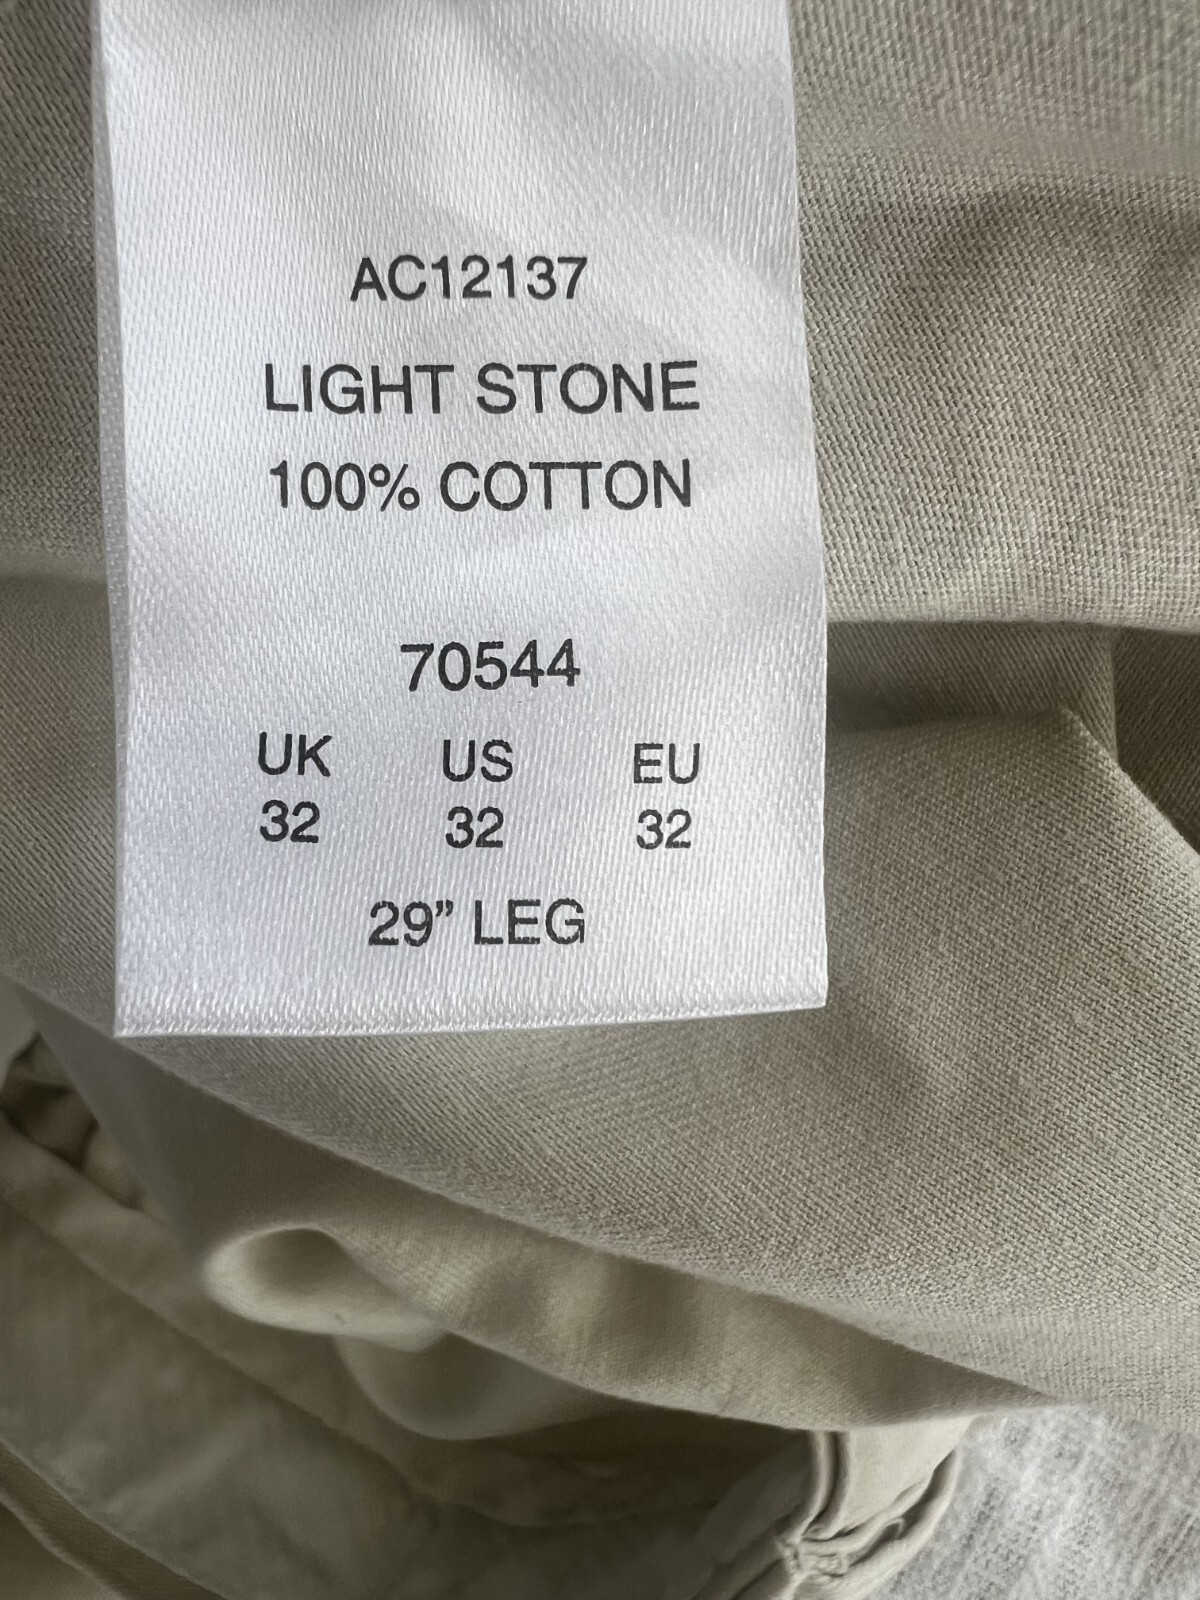 AC12137
LIGHT STONE
100% COTTON
70544
UK US EU
32 32 32
29” LEG